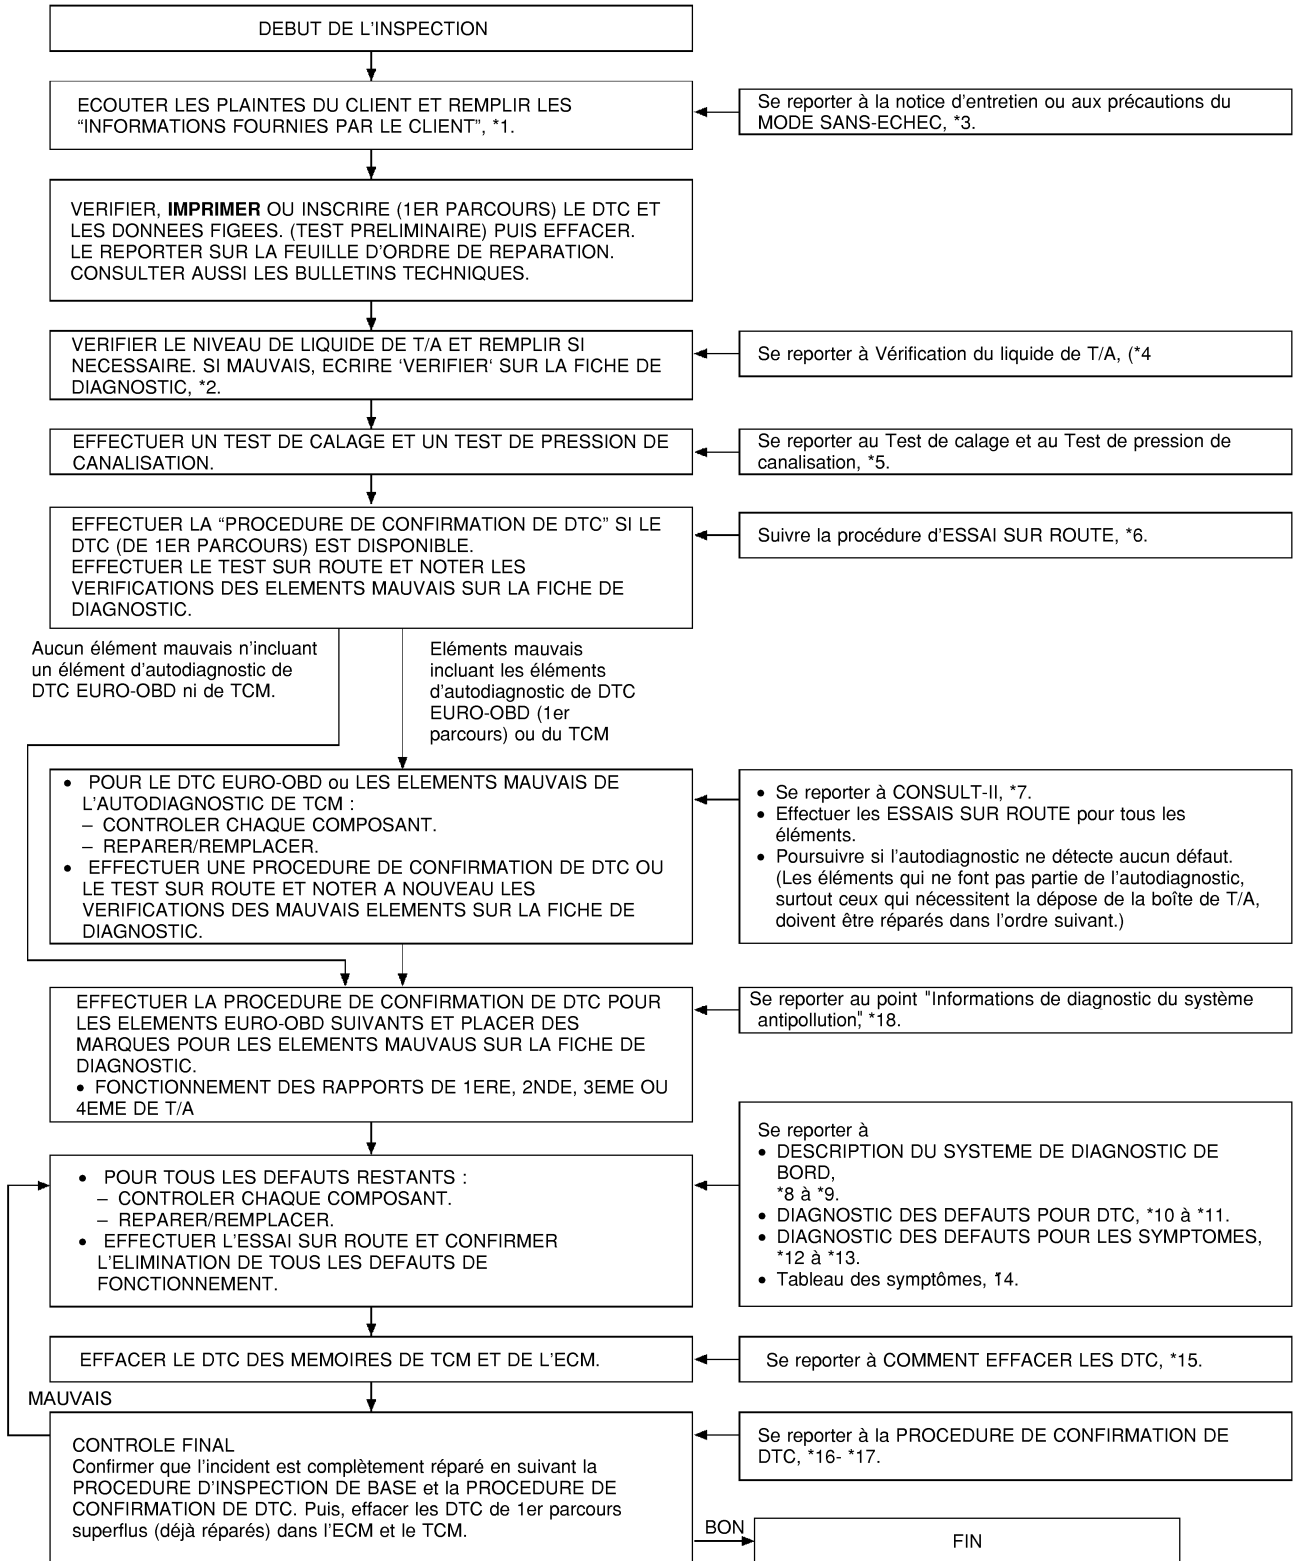 DEBUT DE L'INSPECTION
ECOUTER LES PLAINTES DU CLIENT ET REMPLIR LES
“INFORMATIONS FOURNIES PAR LE CLIENT”, *1.
Se reporter à la notice d'entretien ou aux précautions du
MODE SANS-ECHEC, *3.
VERIFIER, IMPRIMER OU INSCRIRE (1ER PARCOURS) LE DTC ET
LES DONNEES FIGEES. (TEST PRELIMINAIRE) PUIS EFFACER.
LE REPORTER SUR LA FEUILLE D'ORDRE DE REPARATION.
CONSULTER AUSSI LES BULLETINS TECHNIQUES.
VERIFIER LE NIVEAU DE LIQUIDE DE T/A ET REMPLIR SI
NECESSAIRE. SI MAUVAIS, ECRIRE ‘VERIFIER‘ SUR LA FICHE DE
DIAGNOSTIC, *2.
Se reporter à Vérification du liquide de T/A, (*4
EFFECTUER UN TEST DE CALAGE ET UN TEST DE PRESSION DE
CANALISATION.
Se reporter au Test de calage et au Test de pression de
canalisation, *5.
EFFECTUER LA “PROCEDURE DE CONFIRMATION DE DTC” SI LE
DTC (DE 1ER PARCOURS) EST DISPONIBLE.
EFFECTUER LE TEST SUR ROUTE ET NOTER LES
VERIFICATIONS DES ELEMENTS MAUVAIS SUR LA FICHE DE
DIAGNOSTIC.
Suivre la procédure d'ESSAI SUR ROUTE, *6.
Aucun élément mauvais n'incluant
un élément d'autodiagnostic de
DTC EURO-OBD ni de TCM.
Eléments mauvais
incluant les éléments
d'autodiagnostic de DTC
EURO-OBD (1er
parcours) ou du TCM
• POUR LE DTC EURO-OBD ou LES ELEMENTS MAUVAIS DE
L'AUTODIAGNOSTIC DE TCM :
– CONTROLER CHAQUE COMPOSANT.
– REPARER/REMPLACER.
• EFFECTUER UNE PROCEDURE DE CONFIRMATION DE DTC OU
LE TEST SUR ROUTE ET NOTER A NOUVEAU LES
VERIFICATIONS DES MAUVAIS ELEMENTS SUR LA FICHE DE
DIAGNOSTIC.
• Se reporter à CONSULT-II, *7.
• Effectuer les ESSAIS SUR ROUTE pour tous les
éléments.
• Poursuivre si l'autodiagnostic ne détecte aucun défaut.
(Les éléments qui ne font pas partie de l'autodiagnostic,
surtout ceux qui nécessitent la dépose de la boîte de T/A,
doivent être réparés dans l'ordre suivant.)
EFFECTUER LA PROCEDURE DE CONFIRMATION DE DTC POUR
LES ELEMENTS EURO-OBD SUIVANTS ET PLACER DES
MARQUES POUR LES ELEMENTS MAUVAUS SUR LA FICHE DE
DIAGNOSTIC.
• FONCTIONNEMENT DES RAPPORTS DE 1ERE, 2NDE, 3EME OU
4EME DE T/A
Se reporter au point "Informations de diagnostic du système
antipollution", *18.
• POUR TOUS LES DEFAUTS RESTANTS :
– CONTROLER CHAQUE COMPOSANT.
– REPARER/REMPLACER.
• EFFECTUER L'ESSAI SUR ROUTE ET CONFIRMER
L'ELIMINATION DE TOUS LES DEFAUTS DE
FONCTIONNEMENT.
Se reporter à
• DESCRIPTION DU SYSTEME DE DIAGNOSTIC DE
BORD,
*8 à *9.
• DIAGNOSTIC DES DEFAUTS POUR DTC, *10 à *11.
• DIAGNOSTIC DES DEFAUTS POUR LES SYMPTOMES,
*12 à *13.
• Tableau des symptômes, *14.
EFFACER LE DTC DES MEMOIRES DE TCM ET DE L'ECM.
Se reporter à COMMENT EFFACER LES DTC, *15.
MAUVAIS
CONTROLE FINAL
Confirmer que l'incident est complètement réparé en suivant la
PROCEDURE D'INSPECTION DE BASE et la PROCEDURE DE
CONFIRMATION DE DTC. Puis, effacer les DTC de 1er parcours
superflus (déjà réparés) dans l'ECM et le TCM.
Se reporter à la PROCEDURE DE CONFIRMATION DE
DTC, *16- *17.
BON
FIN